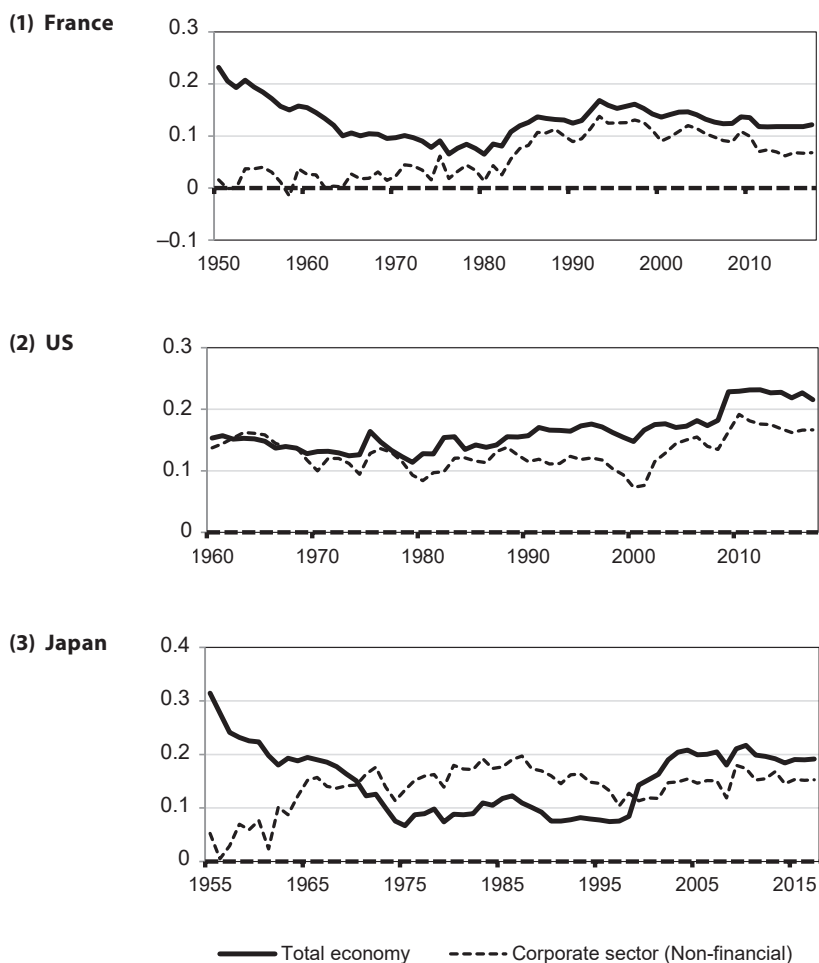 (1) France
0.3
0.2
0.1
0
–0.1
1950 1960 1970 1980 1990 2000 2010
(2) US
0.3
0.2
0.1
0
1960 1970 1980 1990 2000 2010
(3) Japan
0.4
0.3
0.2
0.1
0
1955 1965 1975 1985 1995 2005 2015
Total economy Corporate sector (Non-financial)